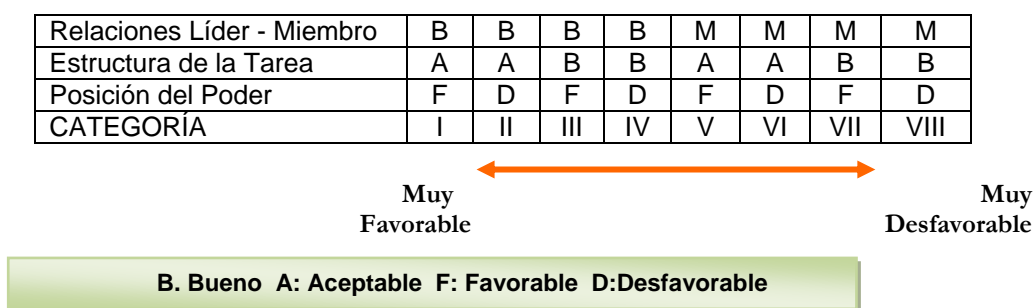 Relaciones Líder - Miembro B B B B M M M M
Estructura de la Tarea A A B B A A B B
Posición del Poder F D F D F D F D
CATEGORÍA I II III IV V VI VII VIII
Muy Muy
Favorable Desfavorable
B. Bueno A: Aceptable F: Favorable D:Desfavorable